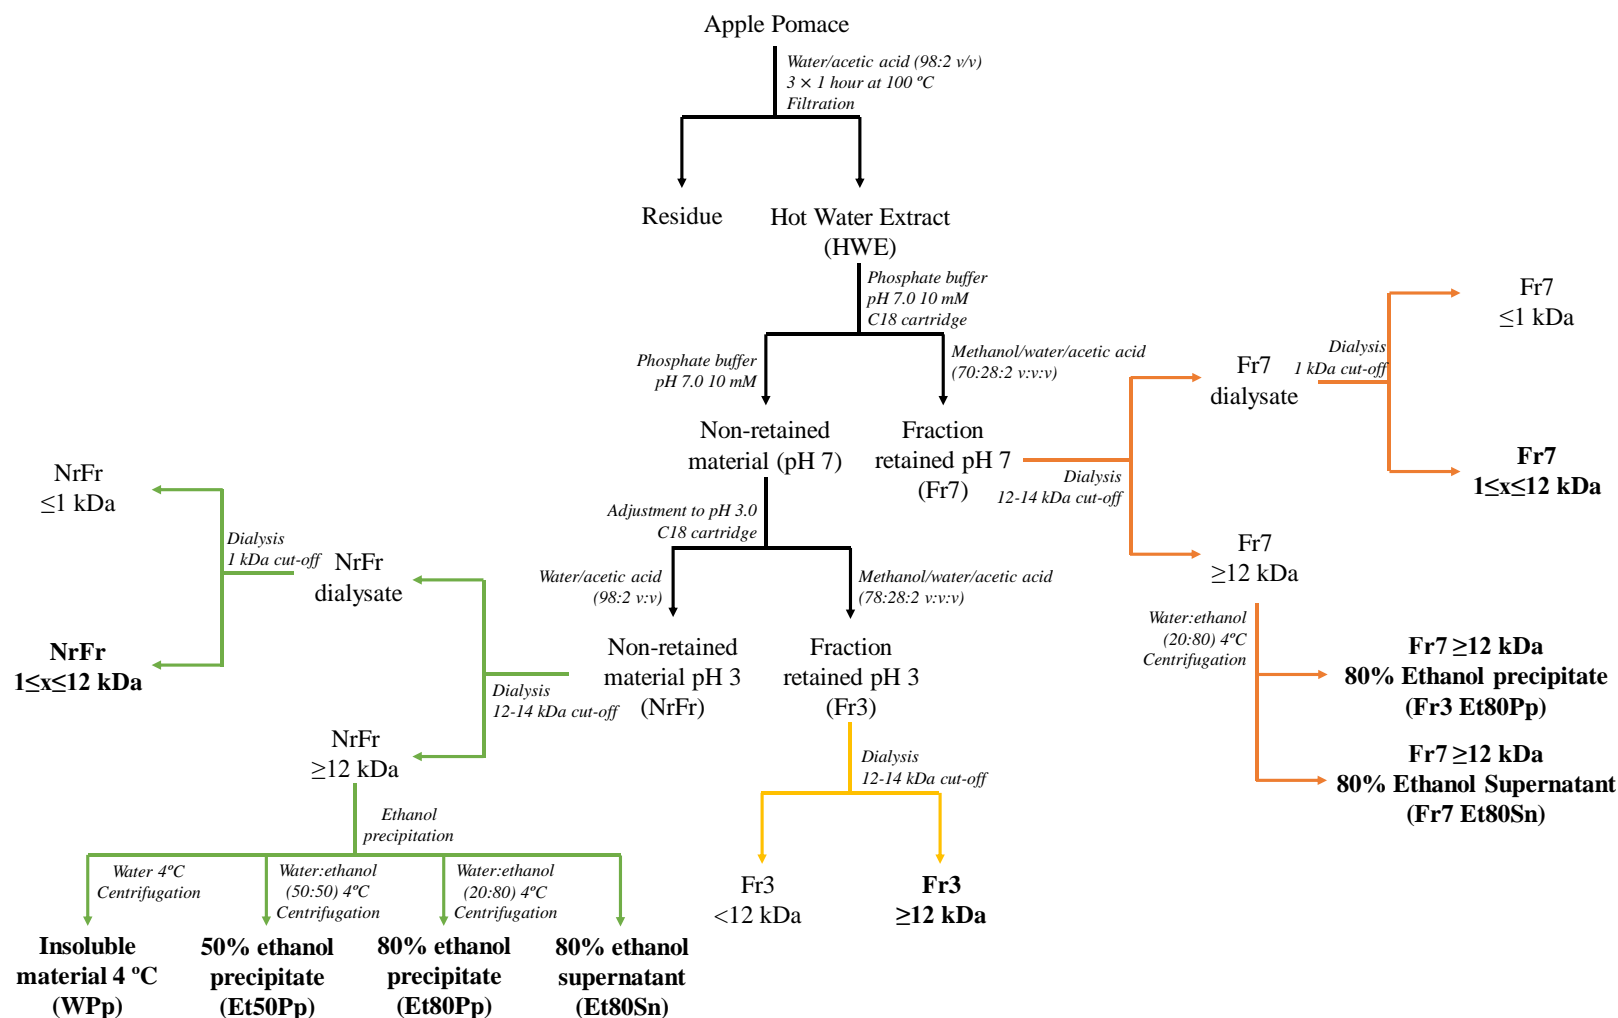 Apple Pomace
Water/acetic acid (98:2 v/v)
3 × 1 hour at 100 ºC
Filtration
Residue
Hot Water Extract
(HWE)
Phosphate buffer
pH 7.0 10 mM
C18 cartridge
Phosphate buffer
pH 7.0 10 mM
Methanol/water/acetic acid
(70:28:2 v:v:v)
Non-retained
material (pH 7)
Fraction
retained pH 7
(Fr7)
Dialysis
12-14 kDa cut-off
Fr7
dialysate
Dialysis
1 kDa cut-off
Fr7
≤1 kDa
Fr7
1≤x≤12 kDa
Fr7
≥12 kDa
Water:ethanol
(20:80) 4ºC
Centrifugation
Fr7 ≥12 kDa
80% Ethanol precipitate
(Fr3 Et80Pp)
Fr7 ≥12 kDa
80% Ethanol Supernatant
(Fr7 Et80Sn)
Adjustment to pH 3.0
C18 cartridge
Water/acetic acid
(98:2 v:v)
Methanol/water/acetic acid
(78:28:2 v:v:v)
Non-retained
material pH 3
(NrFr)
Fraction
retained pH 3
(Fr3)
Dialysis
12-14 kDa cut-off
Fr3
<12 kDa
Fr3
≥12 kDa
Dialysis
12-14 kDa cut-off
NrFr
dialysate
Dialysis
1 kDa cut-off
NrFr
≤1 kDa
NrFr
1≤x≤12 kDa
NrFr
≥12 kDa
Ethanol
precipitation
Water 4ºC
Centrifugation
Water:ethanol
(50:50) 4ºC
Centrifugation
Water:ethanol
(20:80) 4ºC
Centrifugation
Insoluble
material 4 ºC
(WPp)
50% ethanol
precipitate
(Et50Pp)
80% ethanol
precipitate
(Et80Pp)
80% ethanol
supernatant
(Et80Sn)